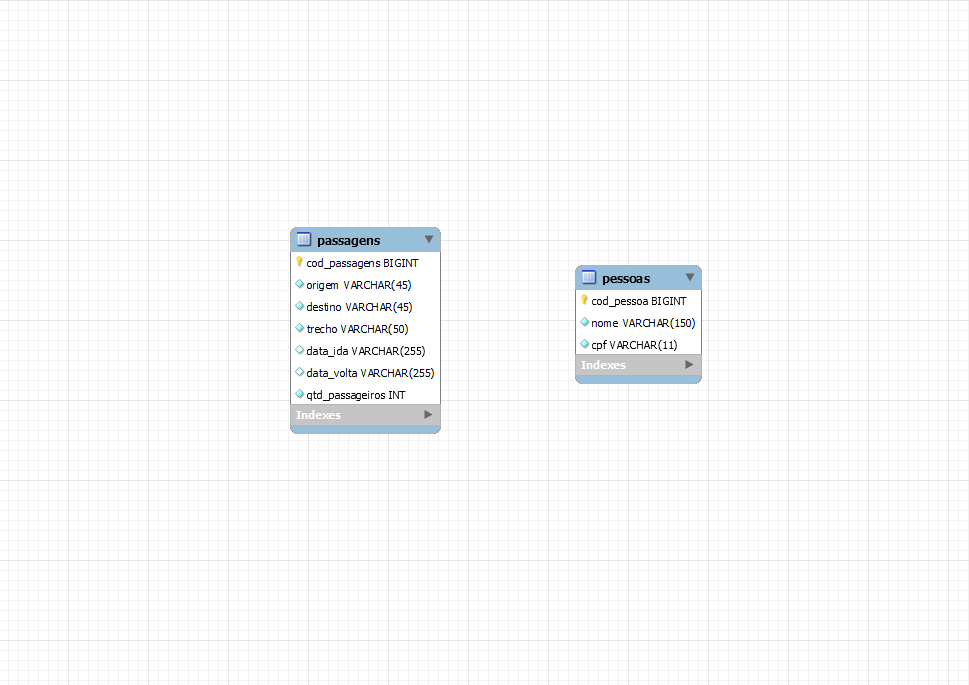 passagens
cod_passagens BIGINT
origem VARCHAR(45)
destino VARCHAR(45)
trecho VARCHAR(50)
data_ida VARCHAR(255)
data_volta VARCHAR(255)
qtd_passageiros INT
Indexes
pessoas
cod_pessoa BIGINT
nome VARCHAR(150)
cpf VARCHAR(11)
Indexes